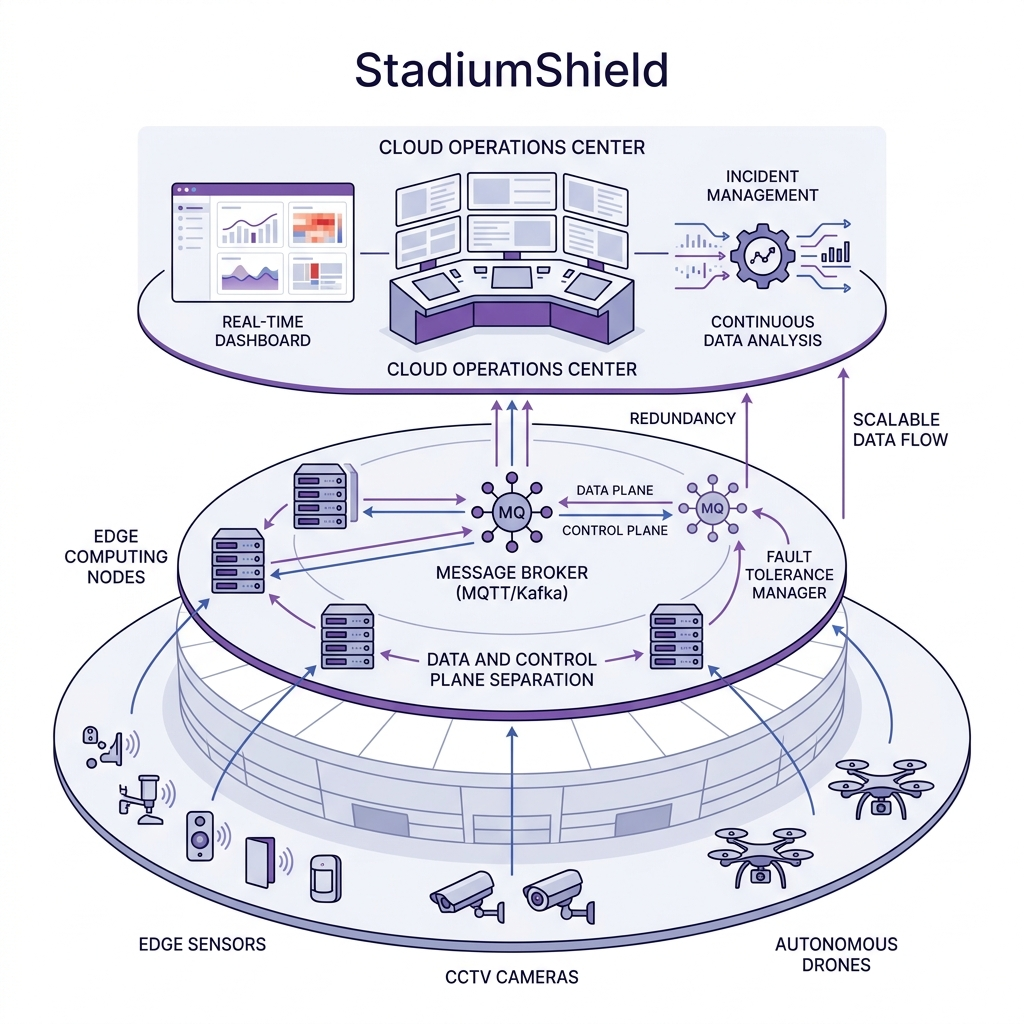 StadiumShield
CLOUD OPERATIONS CENTER
INCIDENT
MANAGEMENT
REAL-TIME
DASHBOARD
CONTINUOUS
DATA ANALYSIS
CLOUD OPERATIONS CENTER
REDUNDANCY
SCALABLE
DATA FLOW
EDGE
COMPUTING
NODES
MQ
DATA PLANE
CONTROL PLANE
MQ
MESSAGE BROKER
(MQTT/Kafka)
FAULT
TOLERANCE
MANAGER
DATA AND CONTROL
PLANE SEPARATION
EDGE SENSORS
CCTV CAMERAS
AUTONOMOUS
DRONES